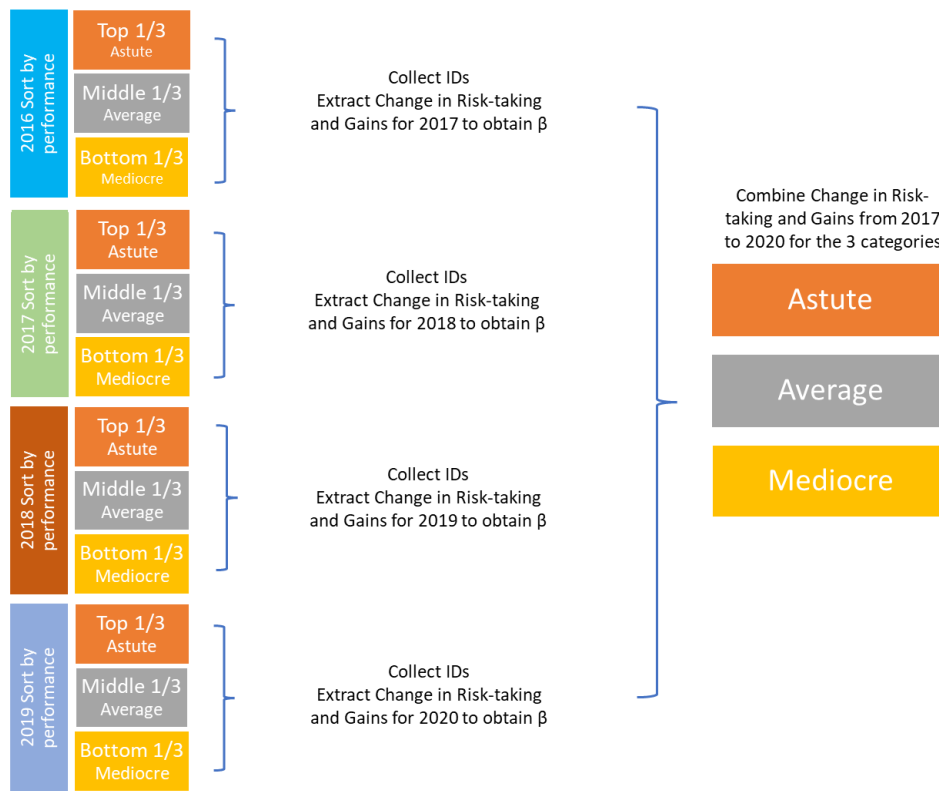 2016 Sort by
performance
Top 1/3
Astute
Middle 1/3
Average
Bottom 1/3
Mediocre
Collect IDs
Extract Change in Risk-taking
and Gains for 2017 to obtain β
2017 Sort by
performance
Top 1/3
Astute
Middle 1/3
Average
Bottom 1/3
Mediocre
Collect IDs
Extract Change in Risk-taking
and Gains for 2018 to obtain β
2018 Sort by
performance
Top 1/3
Astute
Middle 1/3
Average
Bottom 1/3
Mediocre
Collect IDs
Extract Change in Risk-taking
and Gains for 2019 to obtain β
2019 Sort by
performance
Top 1/3
Astute
Middle 1/3
Average
Bottom 1/3
Mediocre
Collect IDs
Extract Change in Risk-taking
and Gains for 2020 to obtain β
Combine Change in Risk-
taking and Gains from 2017
to 2020 for the 3 categories
Astute
Average
Mediocre